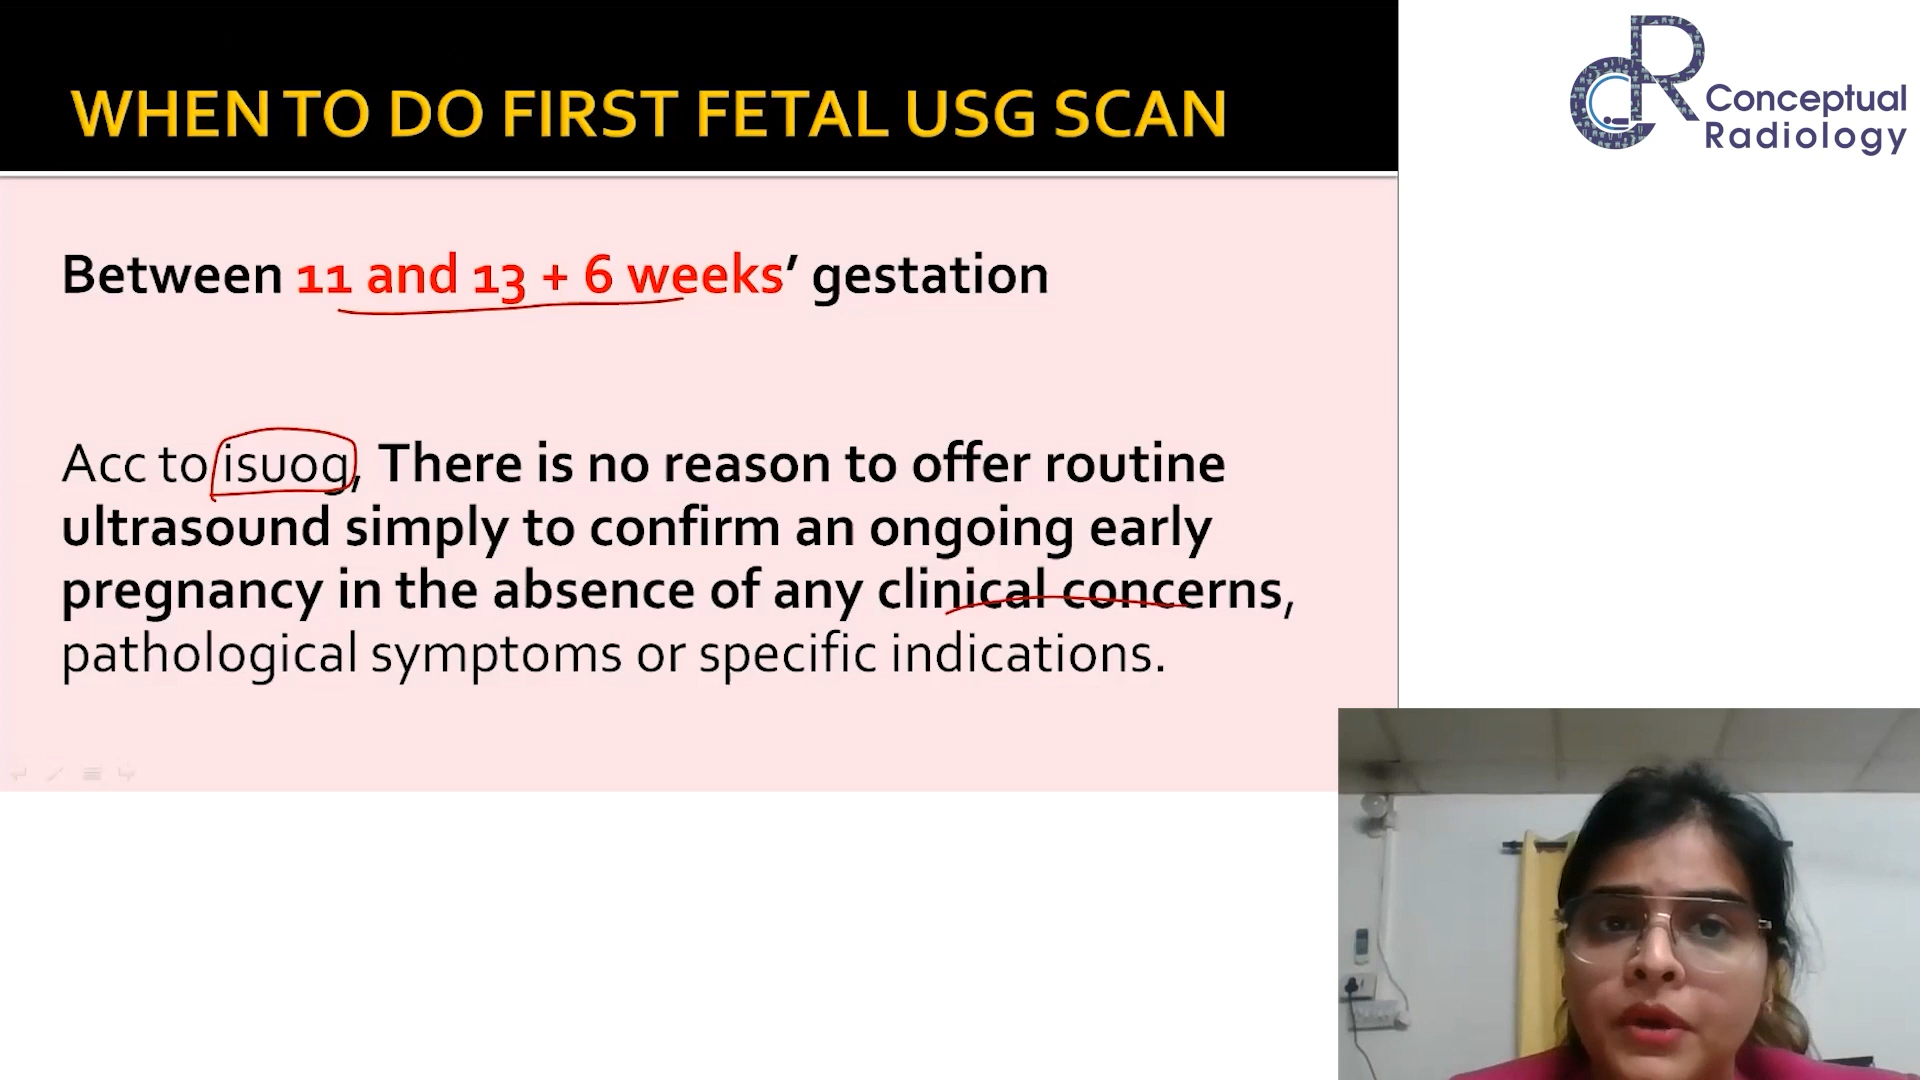 WHEN TO DO FIRST FETAL USG SCAN
Conceptual
Radiology
Between 11 and 13 + 6 weeks’ gestation
Acc to isuog, There is no reason to offer routine
ultrasound simply to confirm an ongoing early
pregnancy in the absence of any clinical concerns,
pathological symptoms or specific indications.